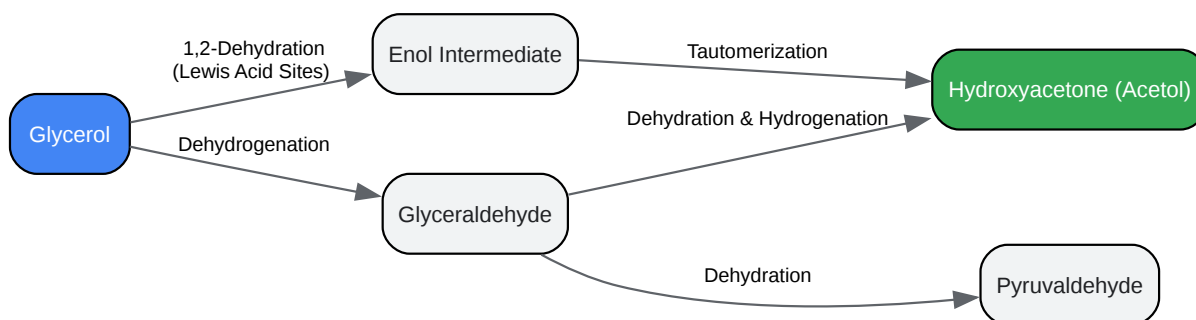 1,2-Dehydration
(Lewis Acid Sites)
Enol Intermediate
Tautomerization
Hydroxyacetone (Acetol)
Glycerol
Dehydrogenation
Dehydration & Hydrogenation
Glyceraldehyde
Dehydration
Pyruvaldehyde